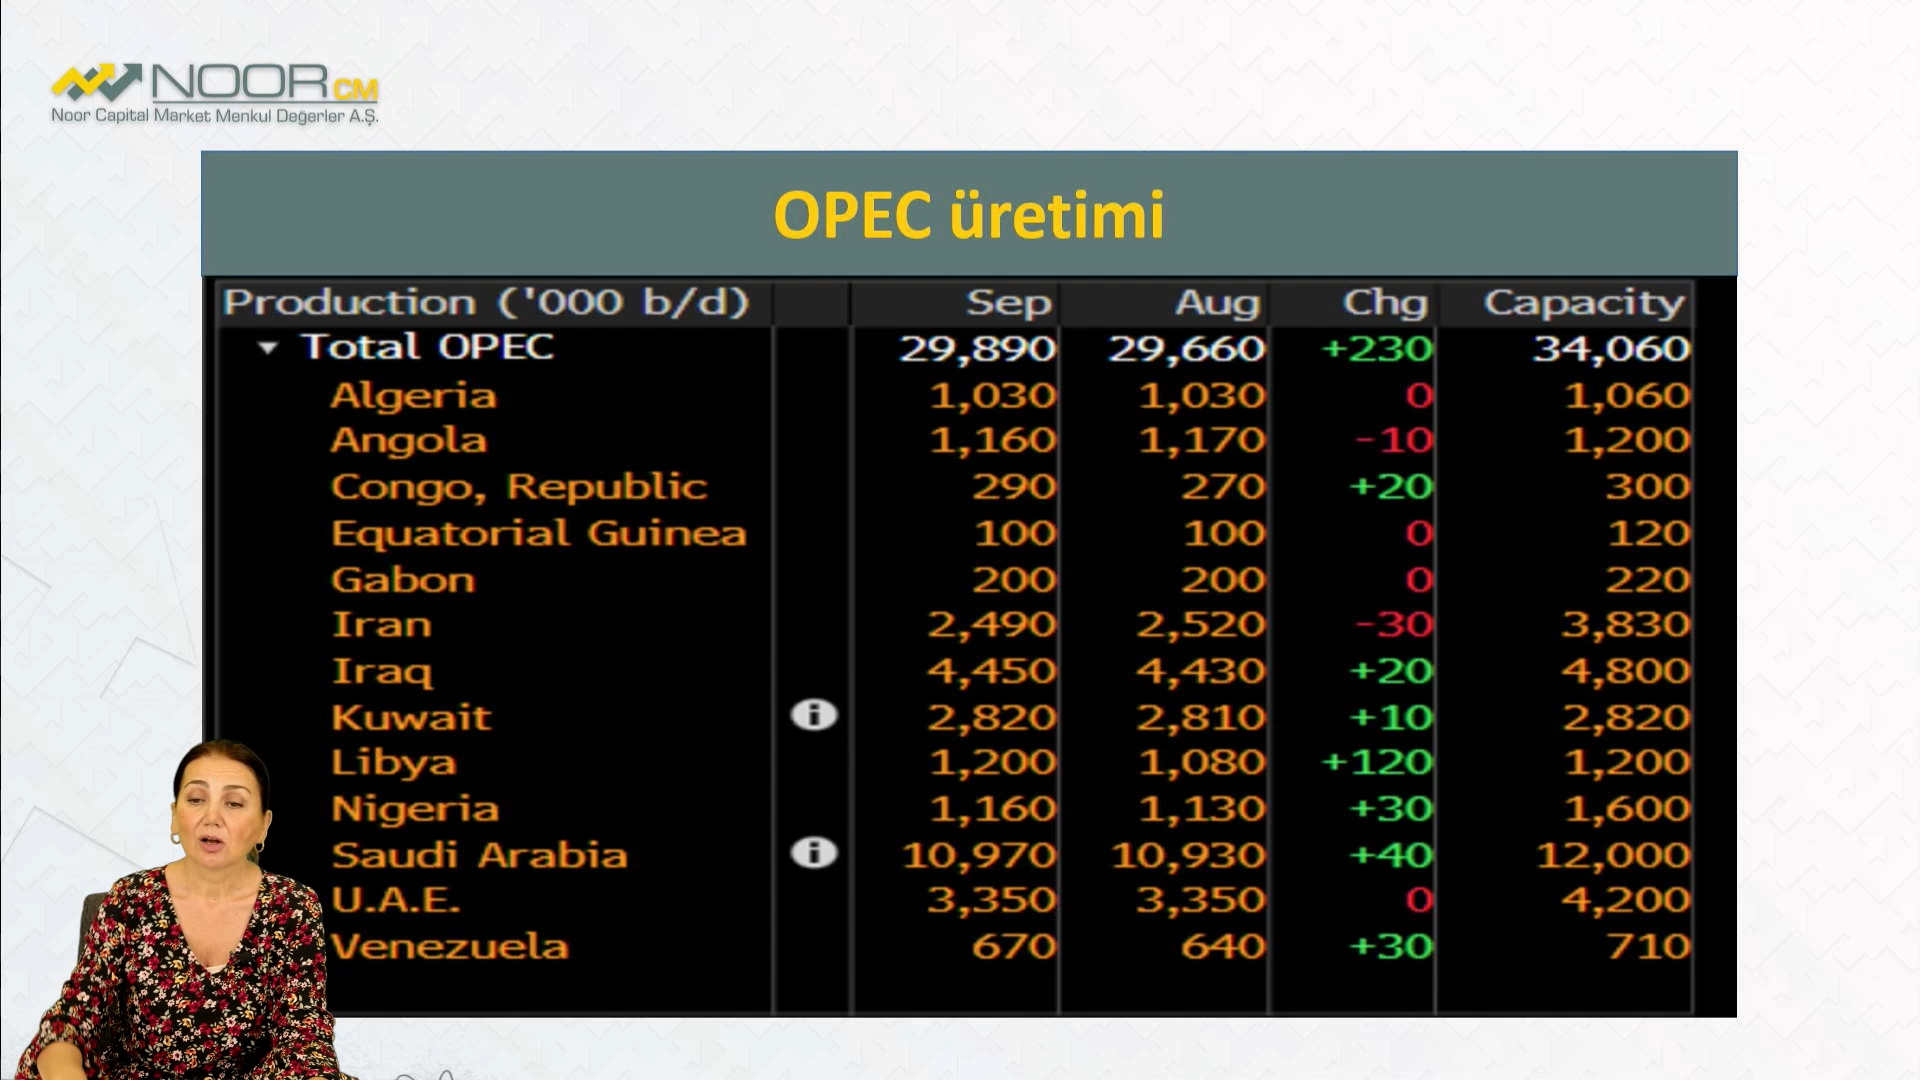 NOOR CM
Noor Capital Market Menkul Değerler A.Ş.
OPEC üretimi
Production ('000 b/d) Sep Aug Chg Capacity
Total OPEC 29,890 29,660 +230 34,060
Algeria 1,030 1,030 0 1,060
Angola 1,160 1,170 -10 1,200
Congo, Republic 290 270 +20 300
Equatorial Guinea 100 100 0 120
Gabon 200 200 0 220
Iran 2,490 2,520 -30 3,830
Iraq 4,450 4,430 +20 4,800
Kuwait i 2,820 2,810 +10 2,820
Libya 1,200 1,080 +120 1,200
Nigeria 1,160 1,130 +30 1,600
Saudi Arabia i 10,970 10,930 +40 12,000
U.A.E. 3,350 3,350 0 4,200
Venezuela 670 640 +30 710